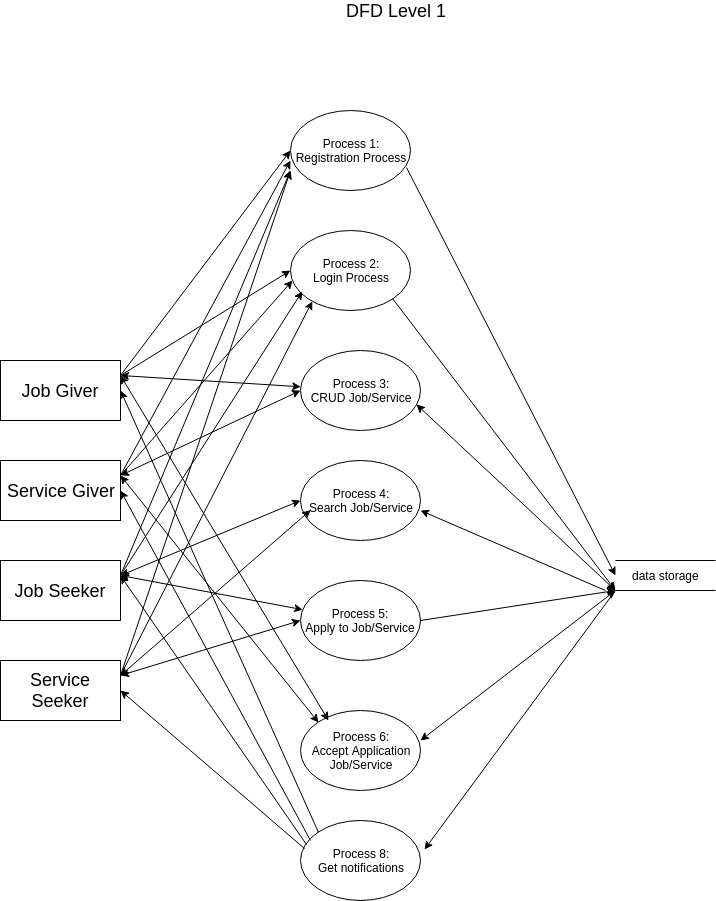 DFD Level 1
Process 1:
Registration Process
Process 2:
Login Process
Process 3:
CRUD Job/Service
Job Giver
Service Giver
Process 4:
Search Job/Service
Job Seeker
data storage
Process 5:
Apply to Job/Service
Service
Seeker
Process 6:
Accept Application
Job/Service
Process 8:
Get notifications